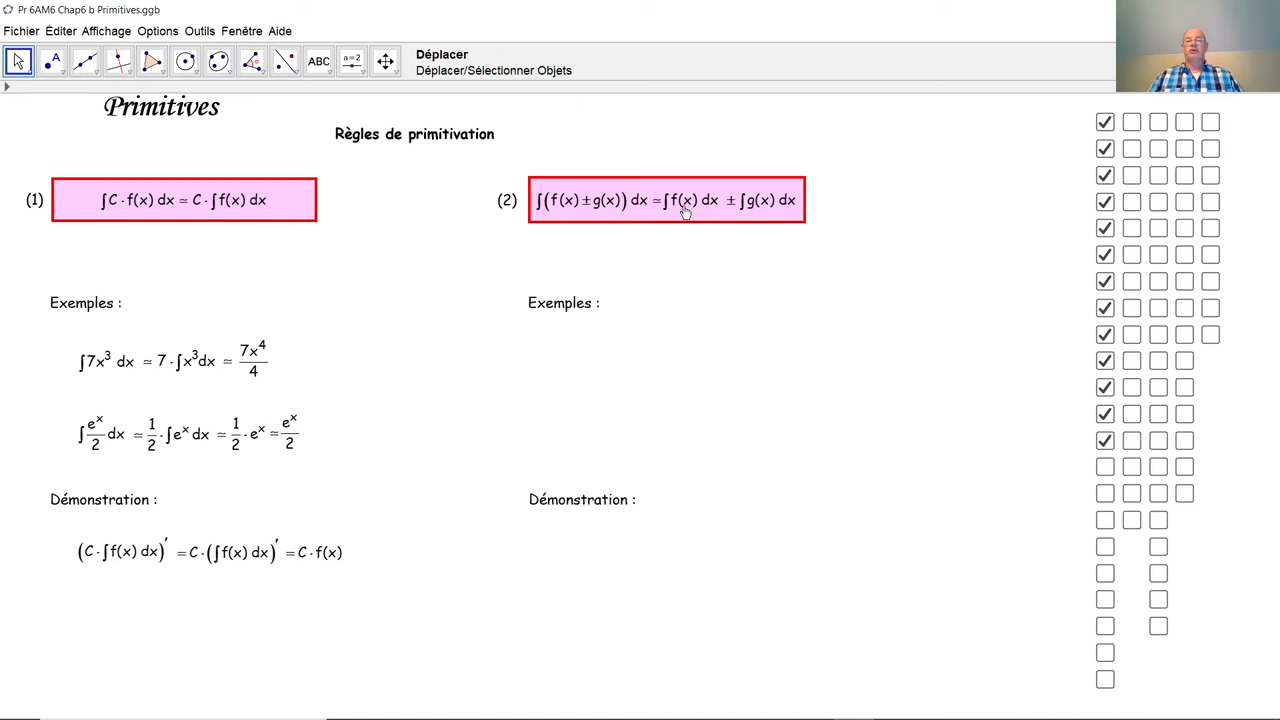 Pr 6AM6 Chap6 b Primitives.ggb
Fichier Éditer Affichage Options Outils Fenêtre Aide
A
ABC
a=2
Déplacer
Déplacer/Sélectionner Objets
Primitives
Règles de primitivation
(1) ∫C·f(x) dx ≃ C·∫f(x) dx
(2) ∫(f(x)±g(x)) dx ≃ ∫f(x) dx ± ∫g(x) dx
Exemples :
Exemples :
∫7x³ dx ≃ 7·∫x³dx ≃ 7x⁴/4
∫eˣ/2 dx ≃ 1/2·∫eˣ dx ≃ 1/2·eˣ ≃ eˣ/2
Démonstration :
Démonstration :
(C·∫f(x) dx)′ = C·(∫f(x) dx)′ = C·f(x)